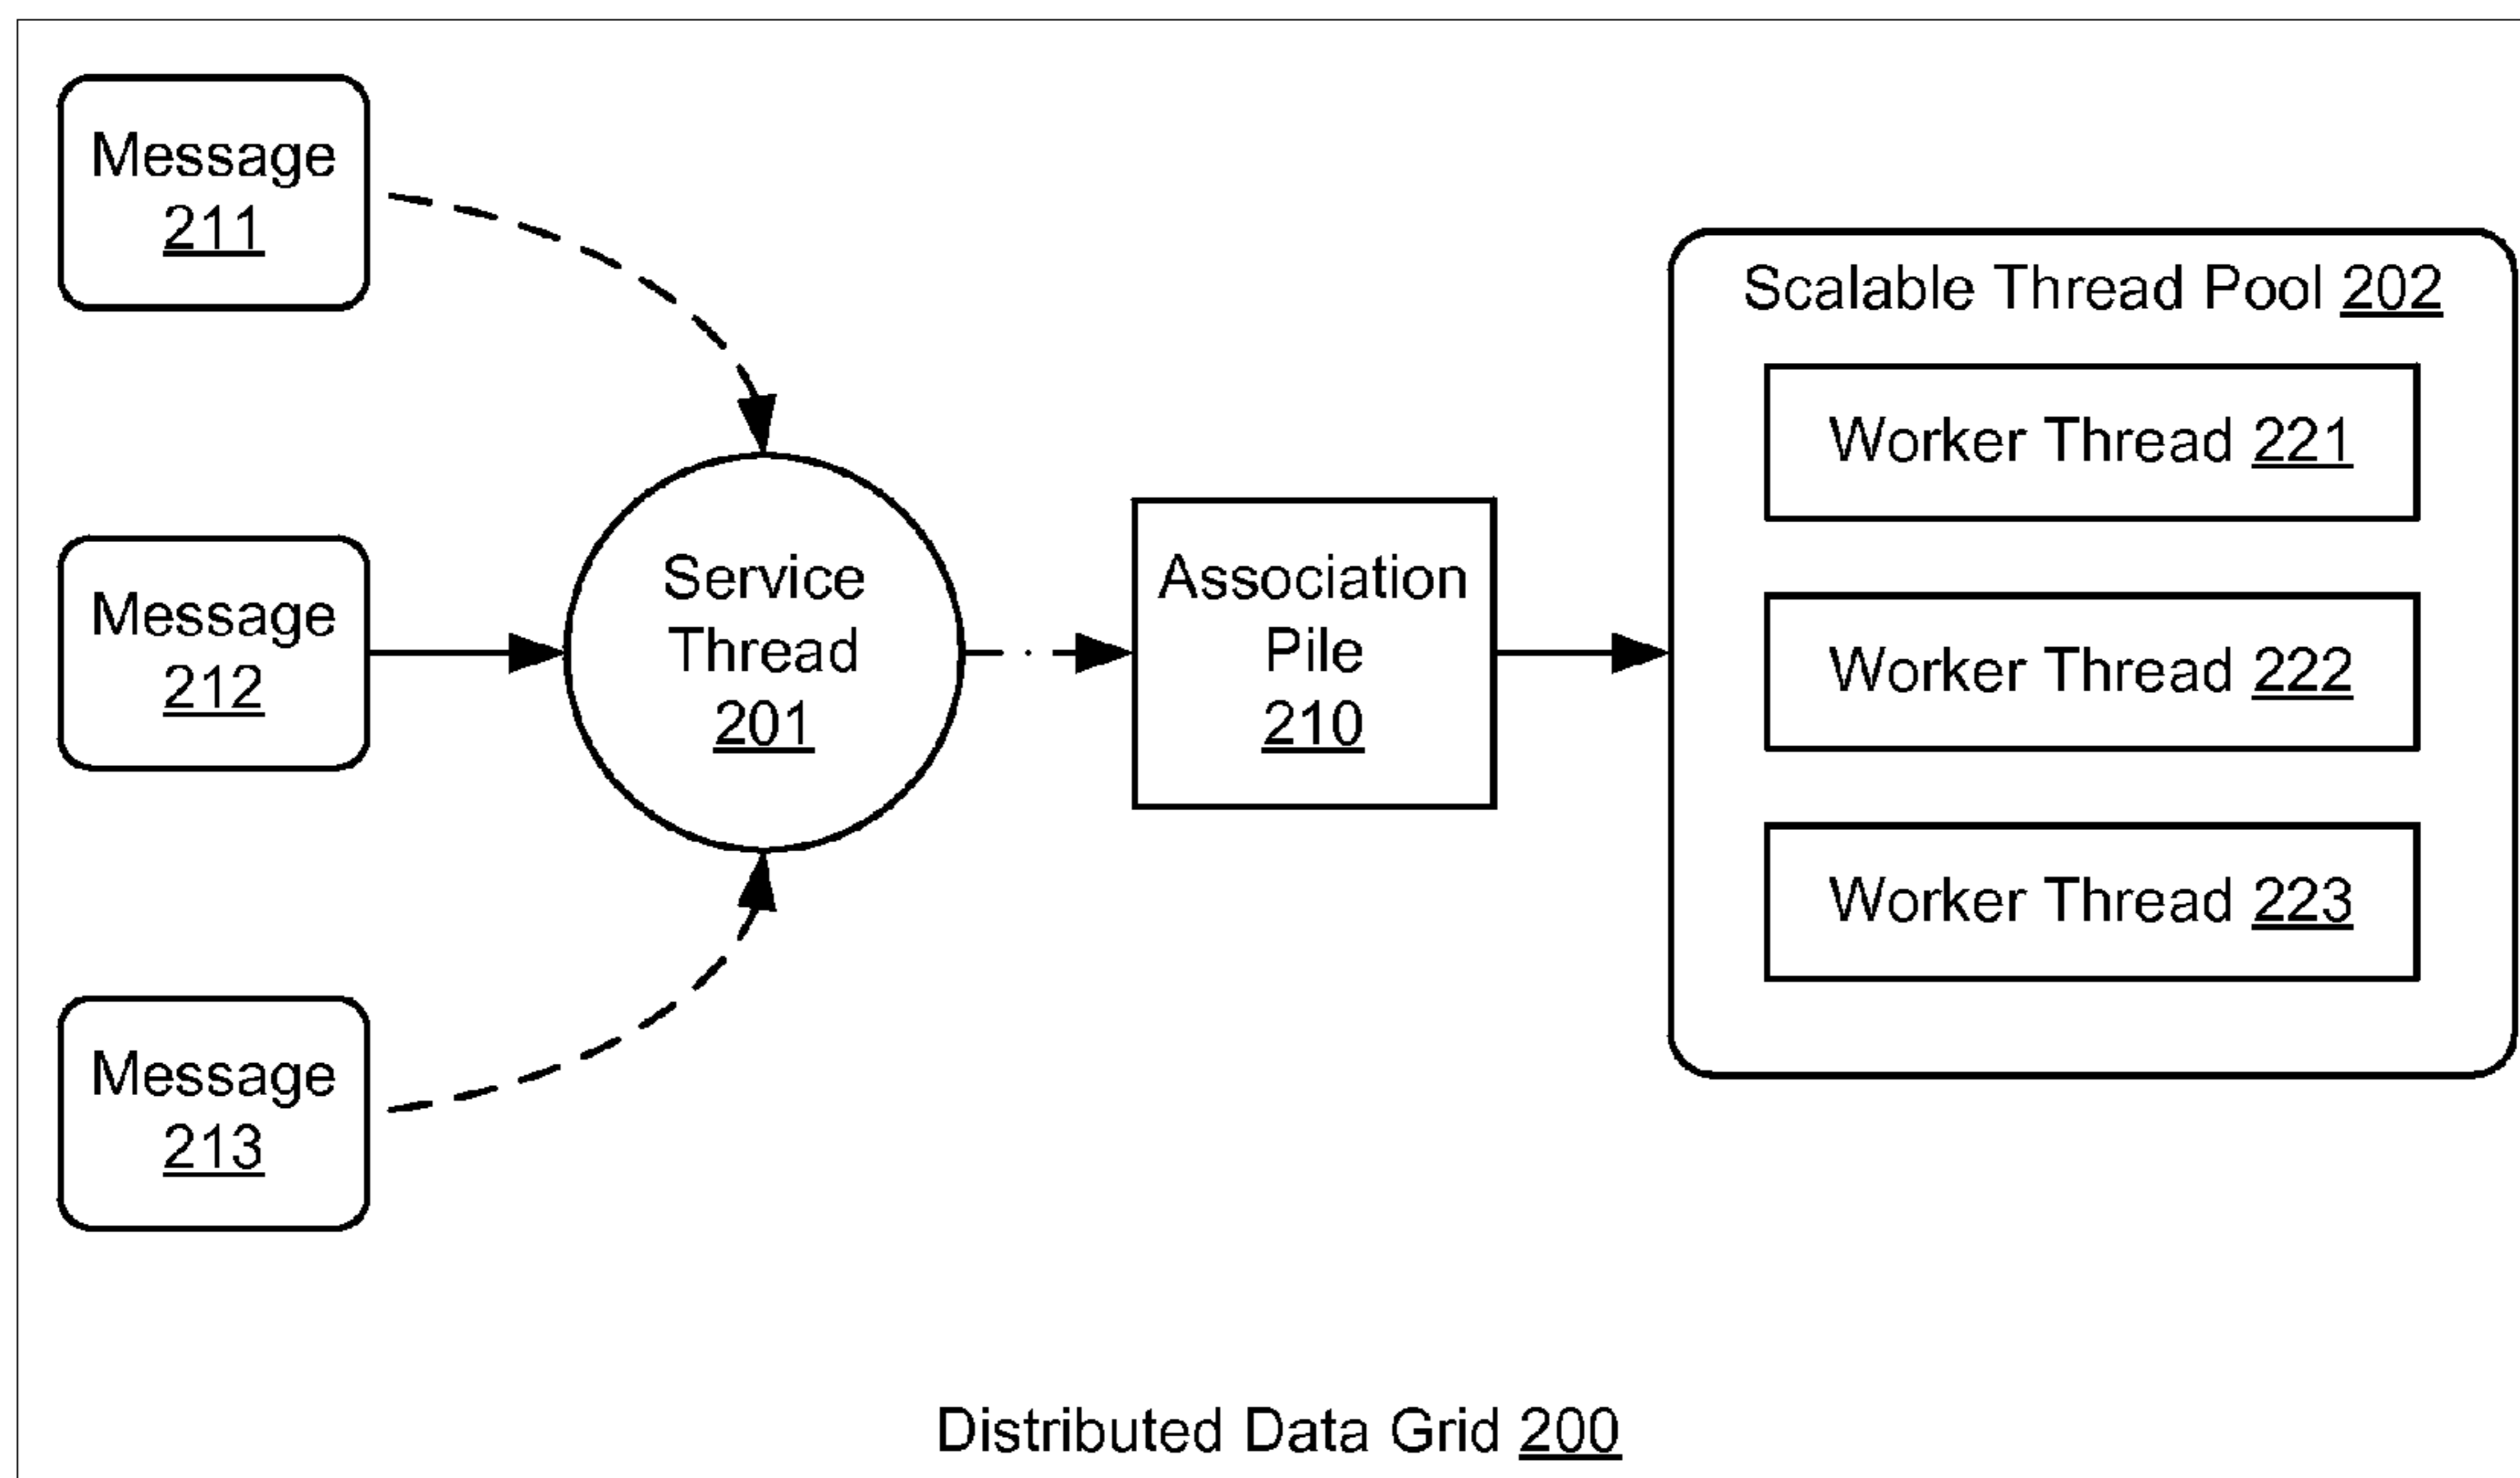 Message
211
Message
212
Message
213
Service
Thread
201
Association
Pile
210
Scalable Thread Pool 202
Worker Thread 221
Worker Thread 222
Worker Thread 223
Distributed Data Grid 200